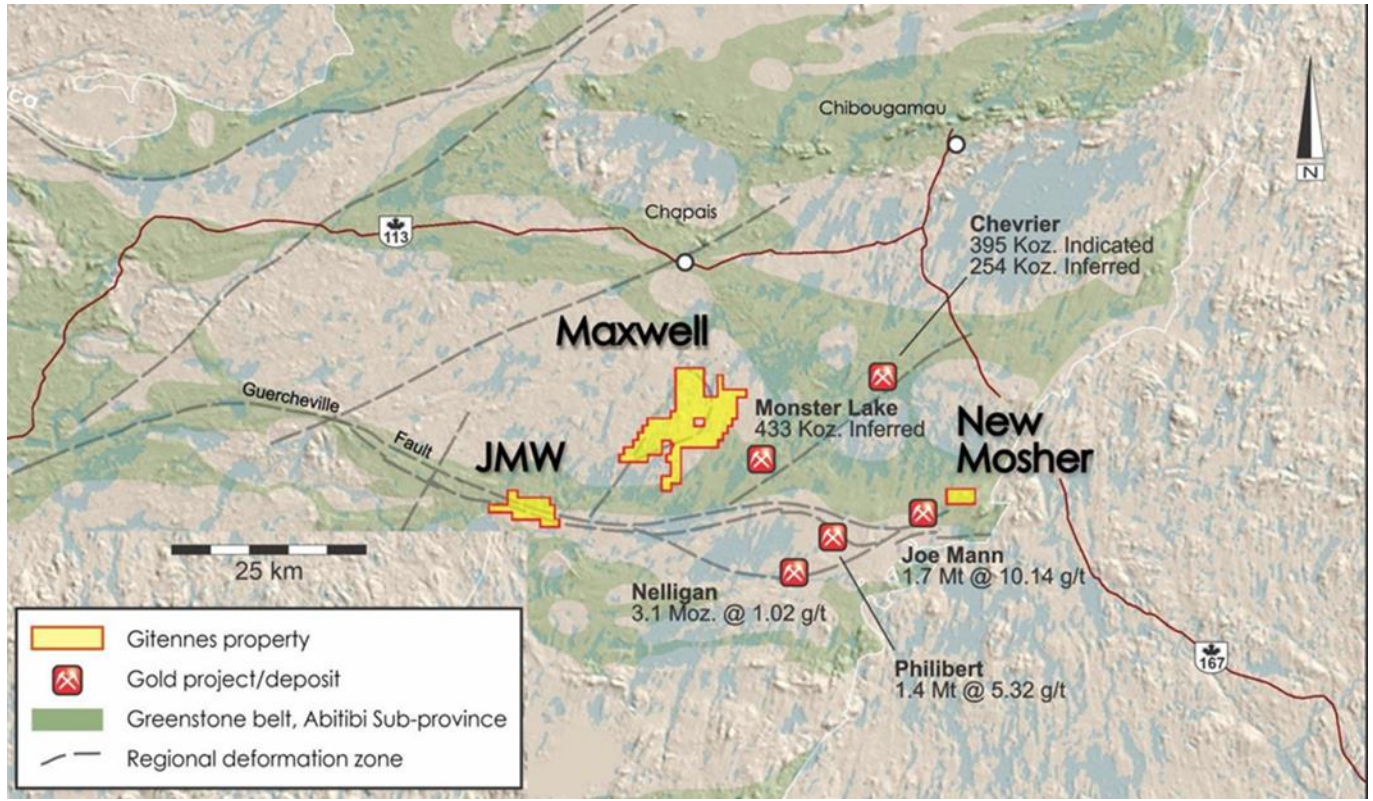 co
Chibougamau
N
Chapais
113
Chevrier
395 Koz. Indicated
254 Koz. Inferred
Maxwell
Guercheville
Fault
Monster Lake
433 Koz. Inferred
New
Mosher
JMW
25 km
Joe Mann
1.7 Mt @ 10.14 g/t
Nelligan
3.1 Moz. @ 1.02 g/t
Philibert
1.4 Mt @ 5.32 g/t
167
Gitennes property
Gold project/deposit
Greenstone belt, Abitibi Sub-province
Regional deformation zone